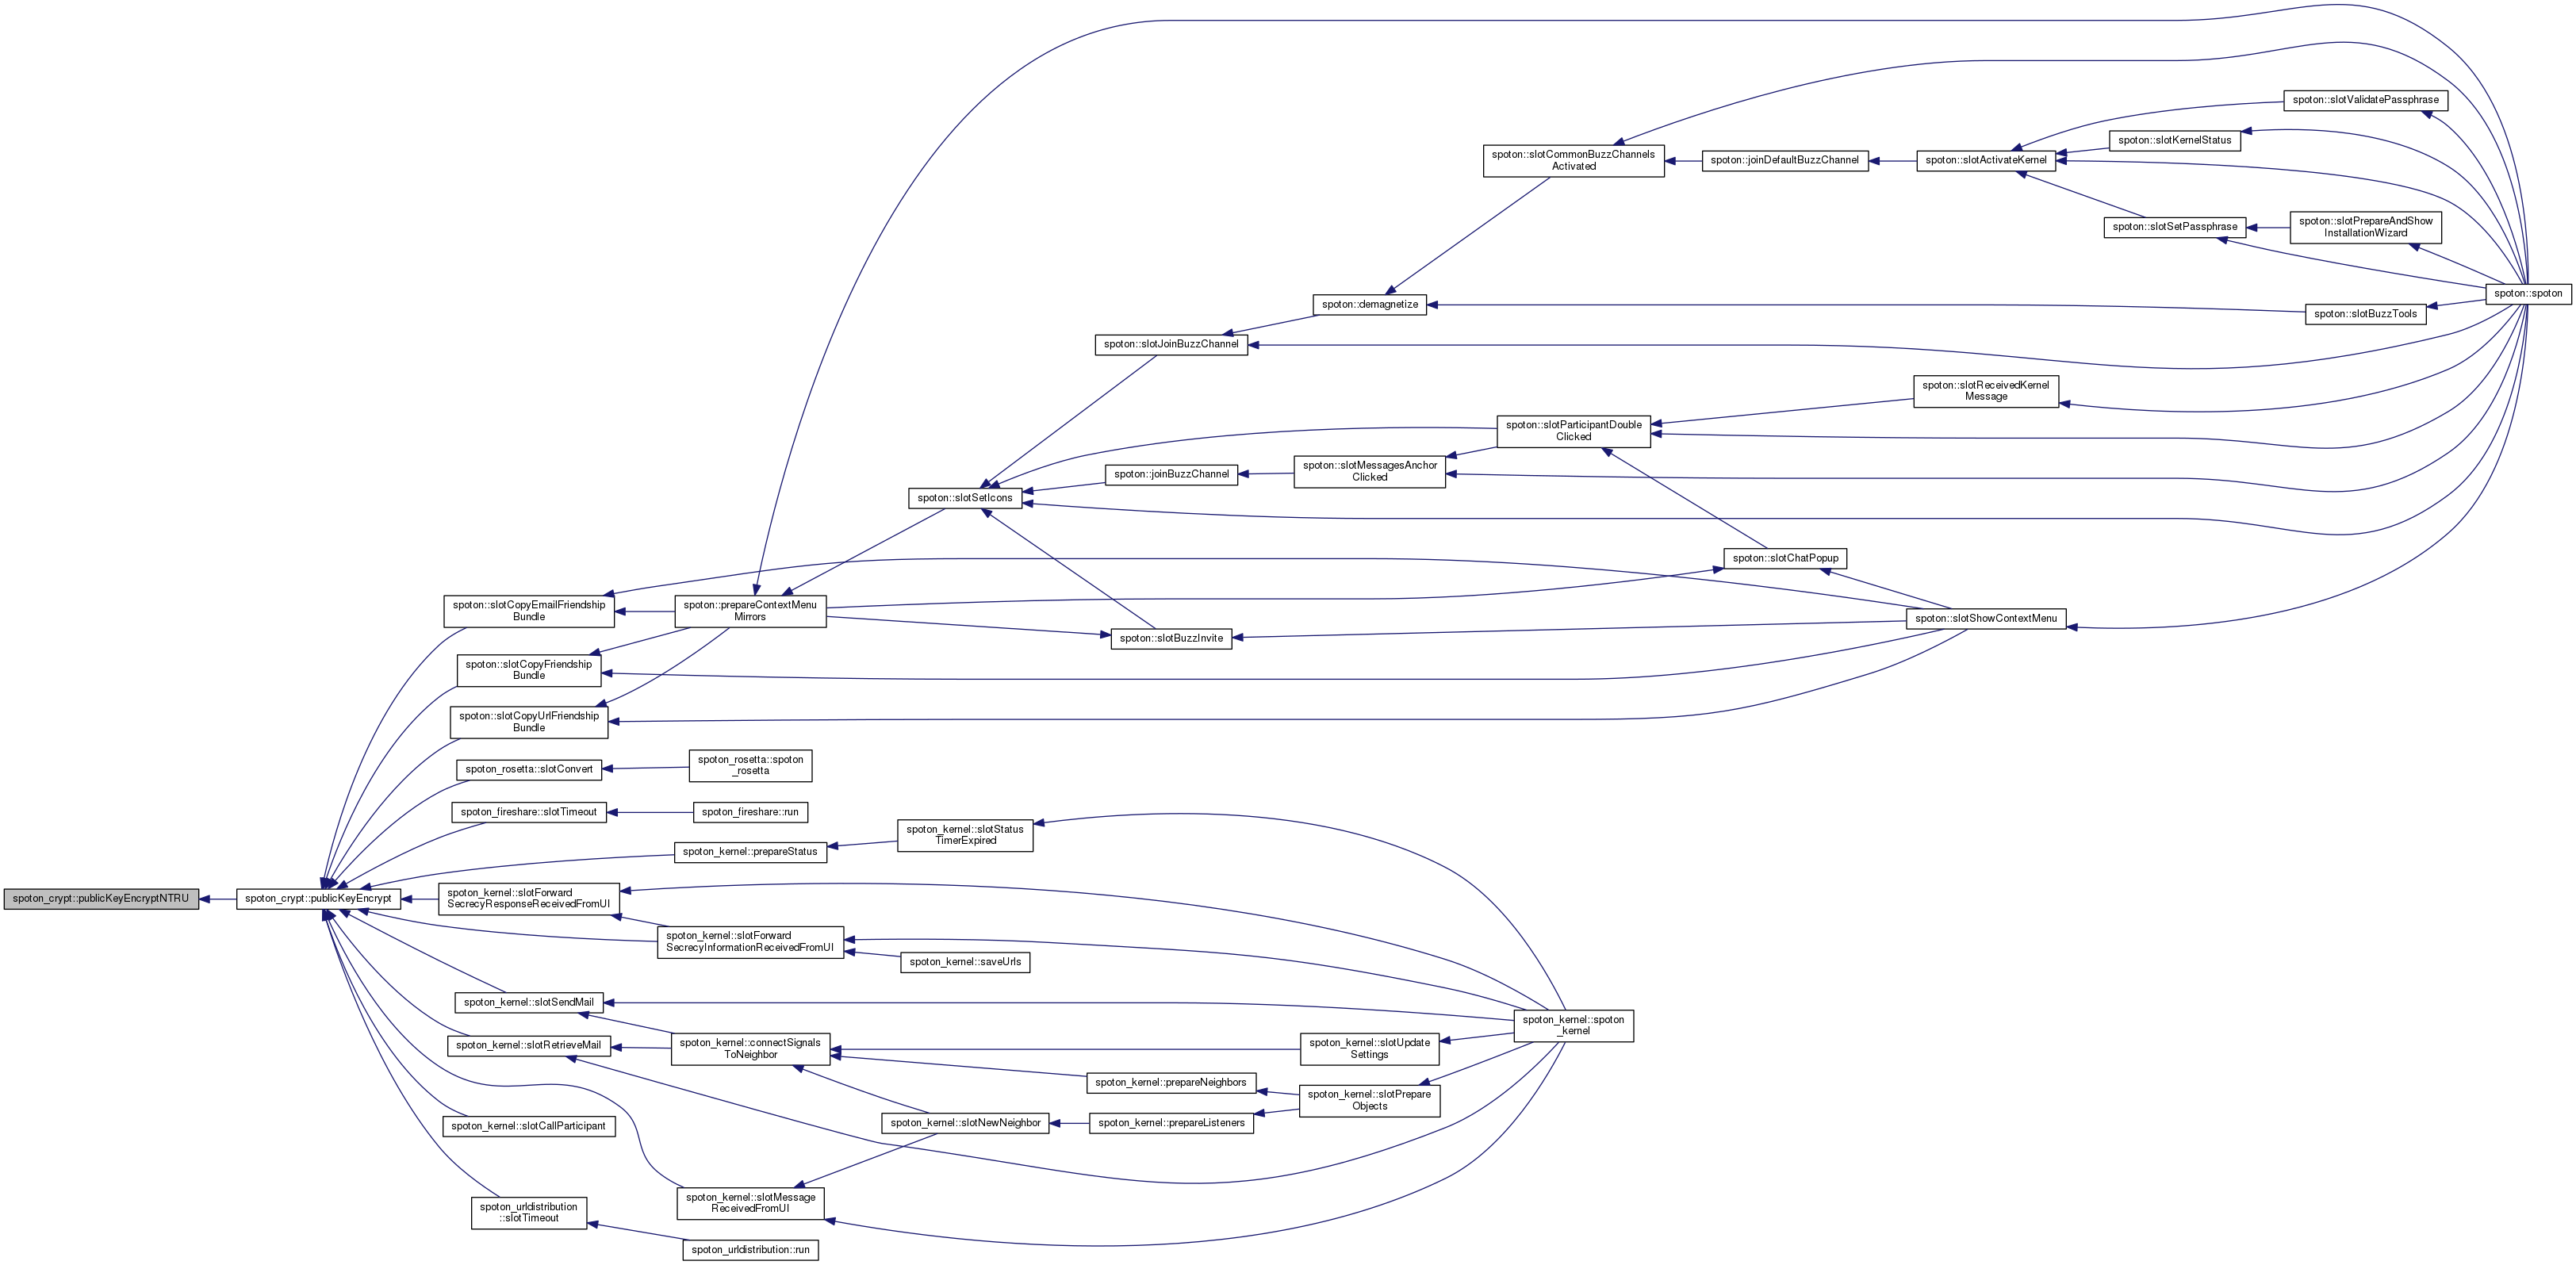 spoton_crypt::publicKeyEncryptNTRU
spoton_crypt::publicKeyEncrypt
spoton::slotCopyEmailFriendship
Bundle
spoton::slotCopyFriendship
Bundle
spoton::slotCopyUrlFriendship
Bundle
spoton_rosetta::slotConvert
spoton_fireshare::slotTimeout
spoton_kernel::prepareStatus
spoton_kernel::slotForward
SecrecyResponseReceivedFromUI
spoton_kernel::slotForward
SecrecyInformationReceivedFromUI
spoton_kernel::slotSendMail
spoton_kernel::slotRetrieveMail
spoton_kernel::slotCallParticipant
spoton_kernel::slotMessage
ReceivedFromUI
spoton_urldistribution
::slotTimeout
spoton_urldistribution::run
spoton::prepareContextMenu
Mirrors
spoton_rosetta::spoton
_rosetta
spoton_fireshare::run
spoton_kernel::slotStatus
TimerExpired
spoton_kernel::saveUrls
spoton_kernel::connectSignals
ToNeighbor
spoton_kernel::slotNewNeighbor
spoton_kernel::prepareNeighbors
spoton_kernel::prepareListeners
spoton_kernel::slotUpdate
Settings
spoton_kernel::slotPrepare
Objects
spoton_kernel::spoton
_kernel
spoton::slotSetIcons
spoton::slotJoinBuzzChannel
spoton::joinBuzzChannel
spoton::slotBuzzInvite
spoton::demagnetize
spoton::slotMessagesAnchor
Clicked
spoton::slotCommonBuzzChannels
Activated
spoton::slotParticipantDouble
Clicked
spoton::joinDefaultBuzzChannel
spoton::slotChatPopup
spoton::slotActivateKernel
spoton::slotReceivedKernel
Message
spoton::slotShowContextMenu
spoton::slotValidatePassphrase
spoton::slotKernelStatus
spoton::slotSetPassphrase
spoton::slotPrepareAndShow
InstallationWizard
spoton::slotBuzzTools
spoton::spoton